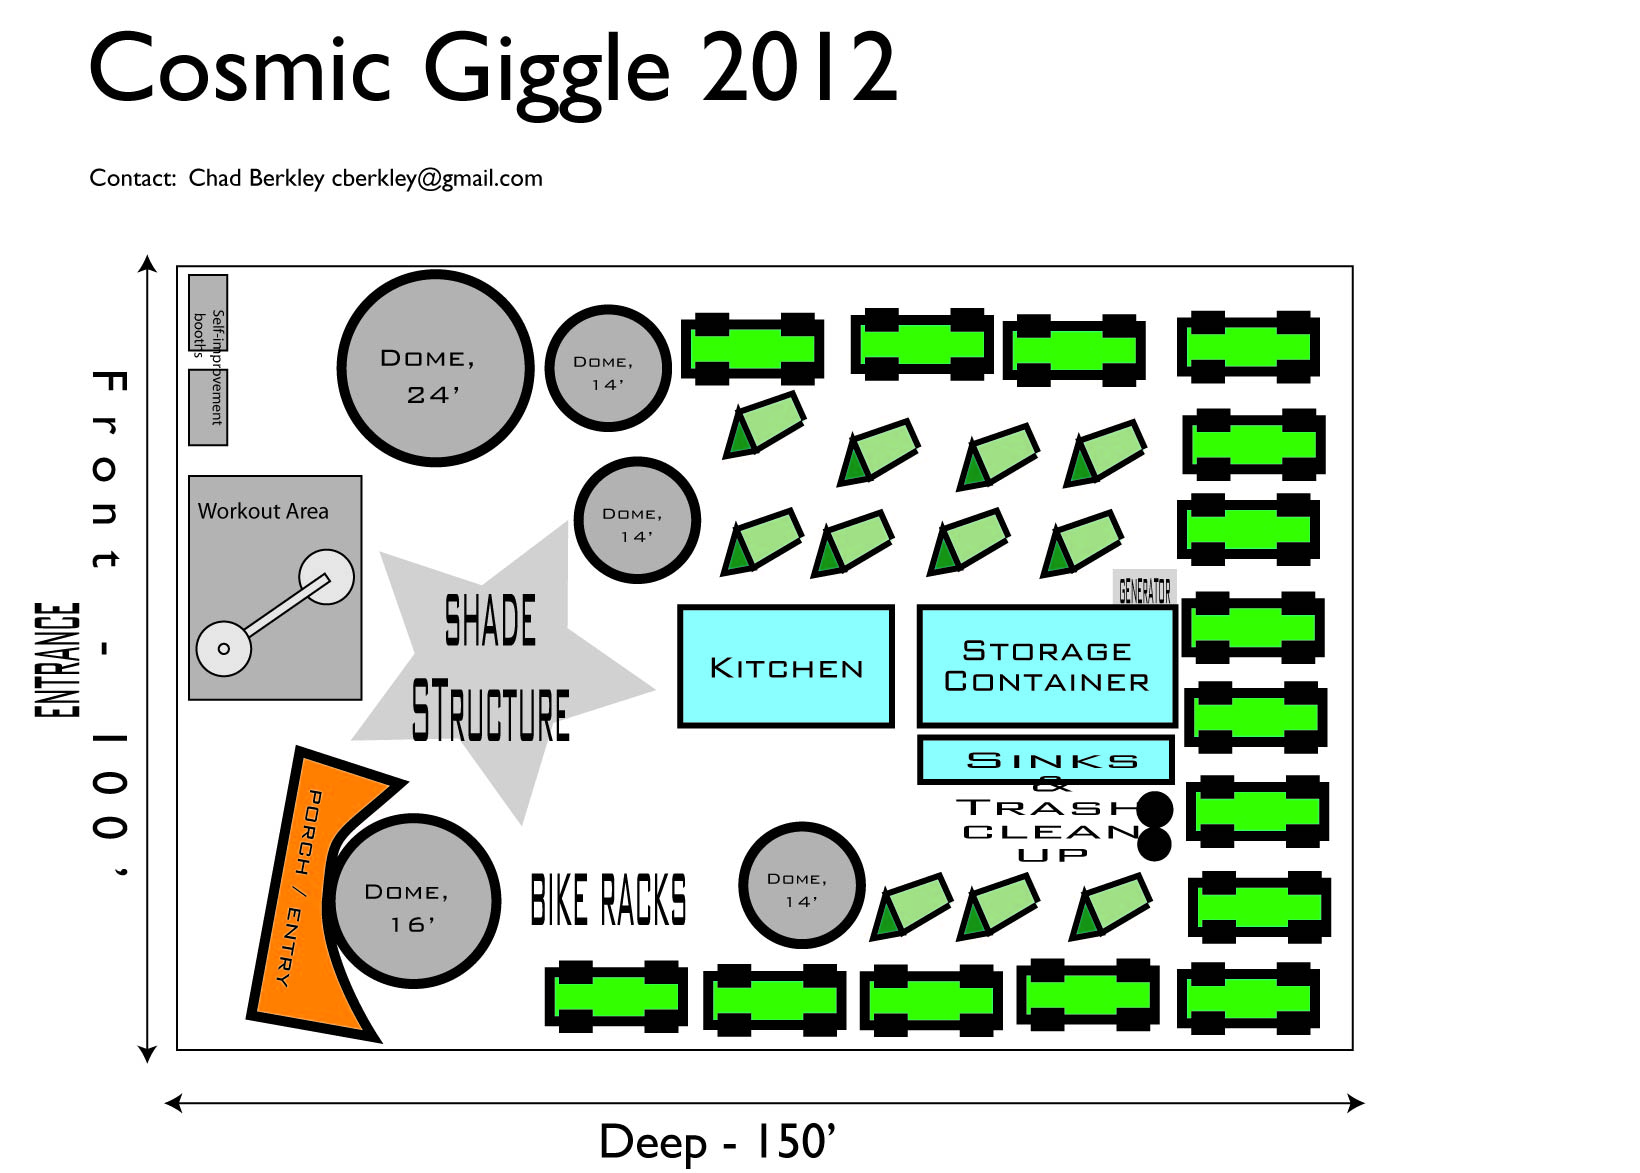 Cosmic Giggle 2012
Contact:  Chad Berkley cberkley@gmail.com
Self-improvement
booths
Dome,
24'
Dome,
14'
Dome,
14'
Workout Area
Front - 100'
ENTRANCE
SHADE
STRUCTURE
GENERATOR
KITCHEN
STORAGE
CONTAINER
SINKS
&
TRASH
CLEAN
UP
PORCH / ENTRY
Dome,
16'
BIKE RACKS
Dome,
14'
Deep - 150'